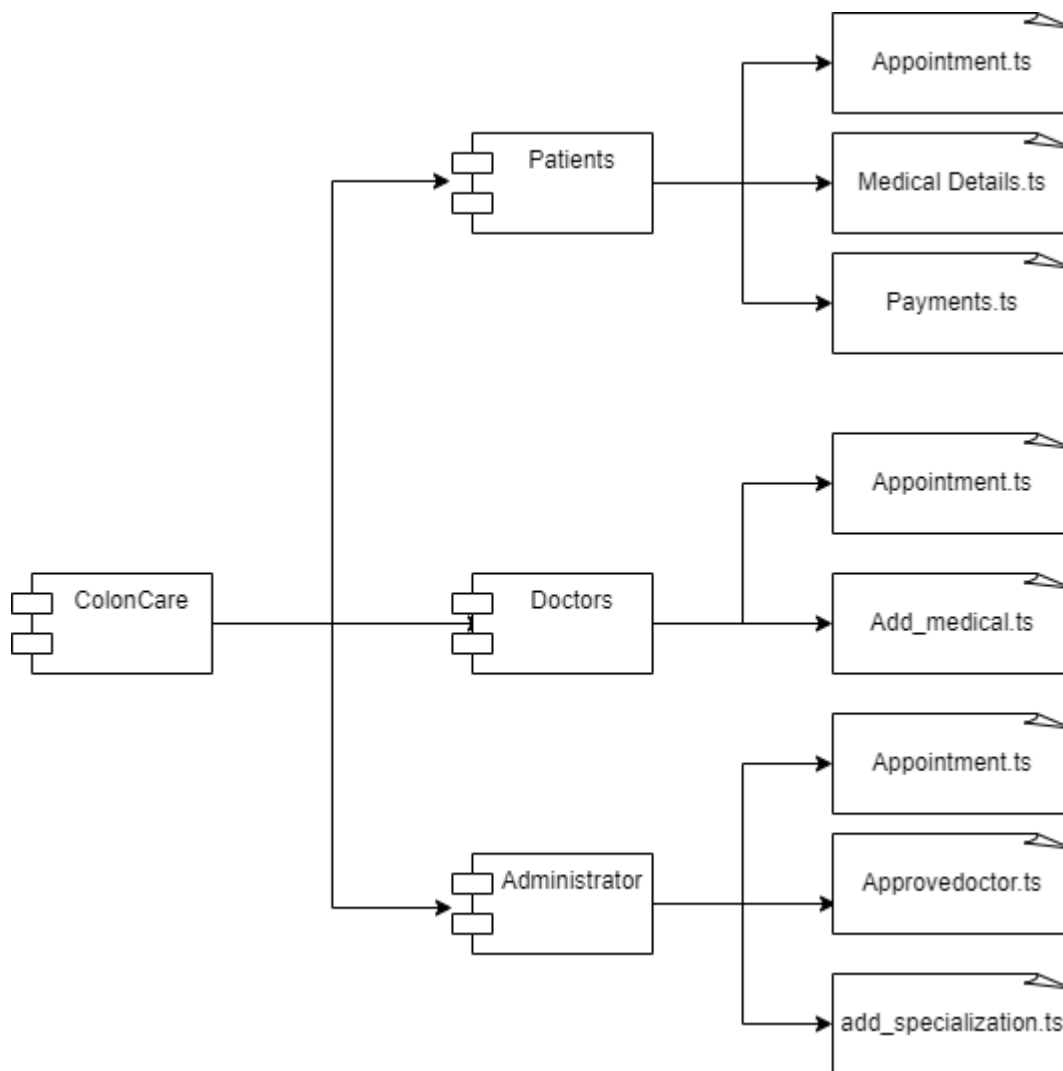 Appointment.ts
Patients
Medical Details.ts
Payments.ts
Appointment.ts
ColonCare
Doctors
Add_medical.ts
Appointment.ts
Administrator
Approvedoctor.ts
add_specialization.ts